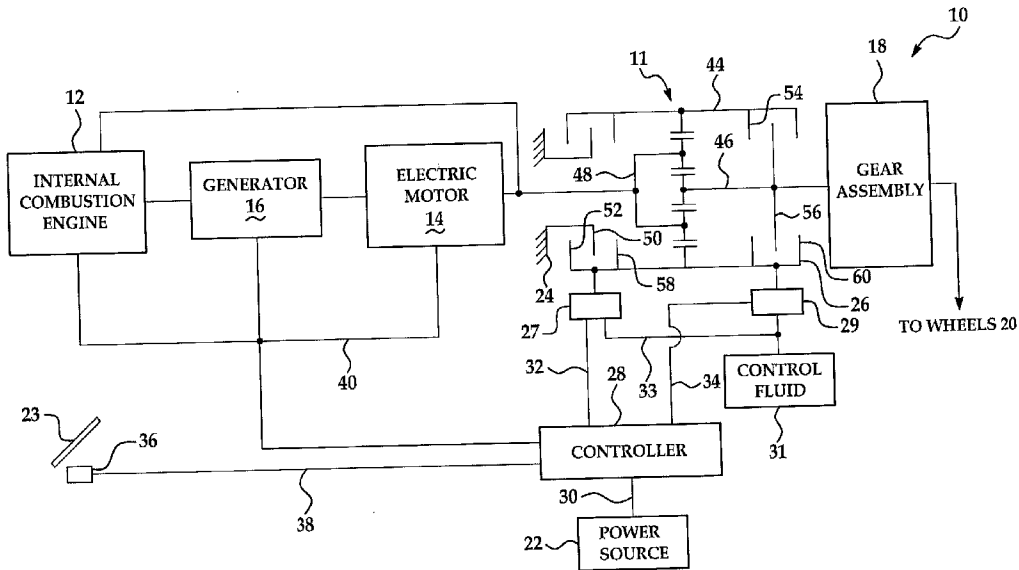 10
11
44
18
12
54
INTERNAL
COMBUSTION
ENGINE
GENERATOR
16
ELECTRIC
MOTOR
14
48
46
GEAR
ASSEMBLY
52
50
56
60
58
26
24
27
29
TO WHEELS 20
40
32
28
33
34
CONTROL
FLUID
31
23
36
CONTROLLER
38
30
22
POWER
SOURCE